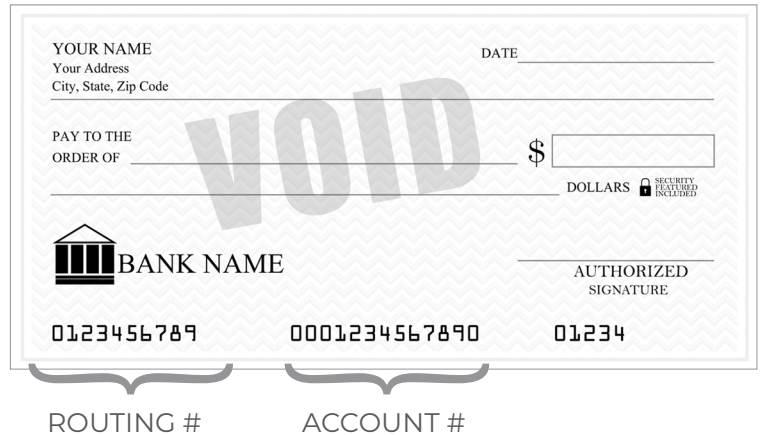 YOUR NAME
Your Address
City, State, Zip Code
DATE
VOID
PAY TO THE
ORDER OF
$
DOLLARS
SECURITY
FEATURED
INCLUDED
BANK NAME
AUTHORIZED
SIGNATURE
0123456789 0001234567890 01234
ROUTING # ACCOUNT #